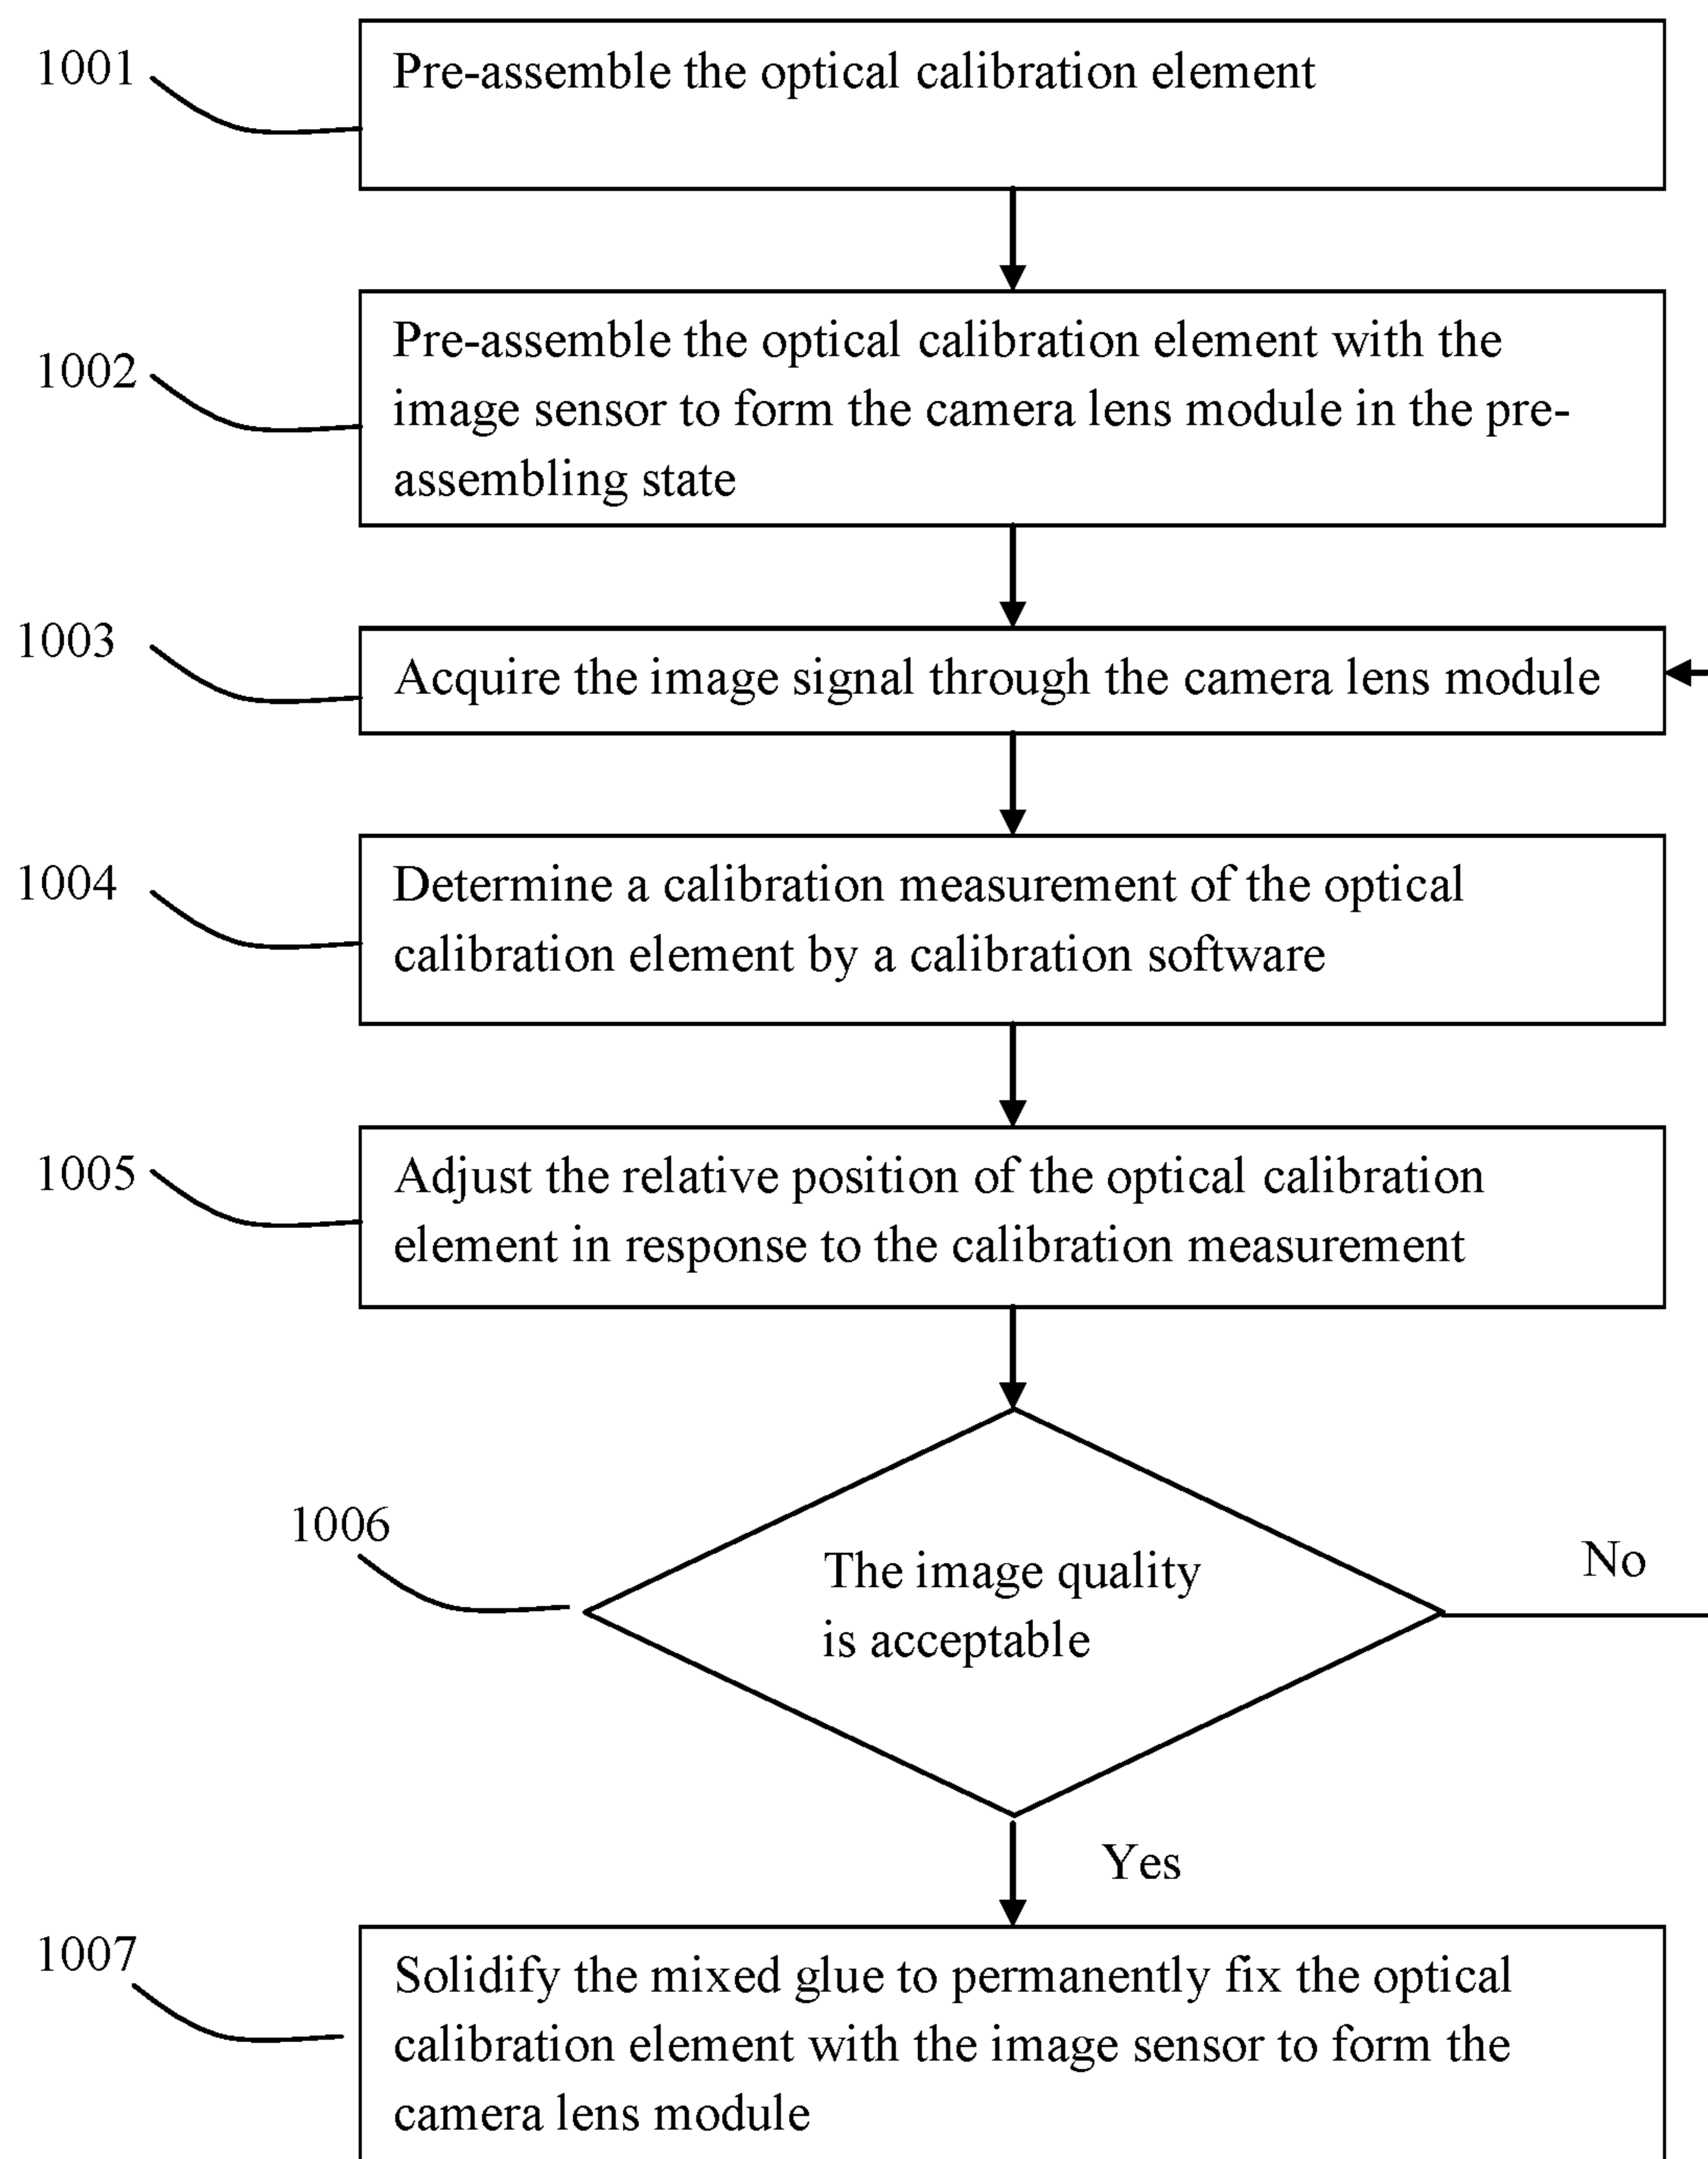 1001
Pre-assemble the optical calibration element
1002
Pre-assemble the optical calibration element with the
image sensor to form the camera lens module in the pre-
assembling state
1003
Acquire the image signal through the camera lens module
1004
Determine a calibration measurement of the optical
calibration element by a calibration software
1005
Adjust the relative position of the optical calibration
element in response to the calibration measurement
1006
The image quality
is acceptable
No
Yes
1007
Solidify the mixed glue to permanently fix the optical
calibration element with the image sensor to form the
camera lens module